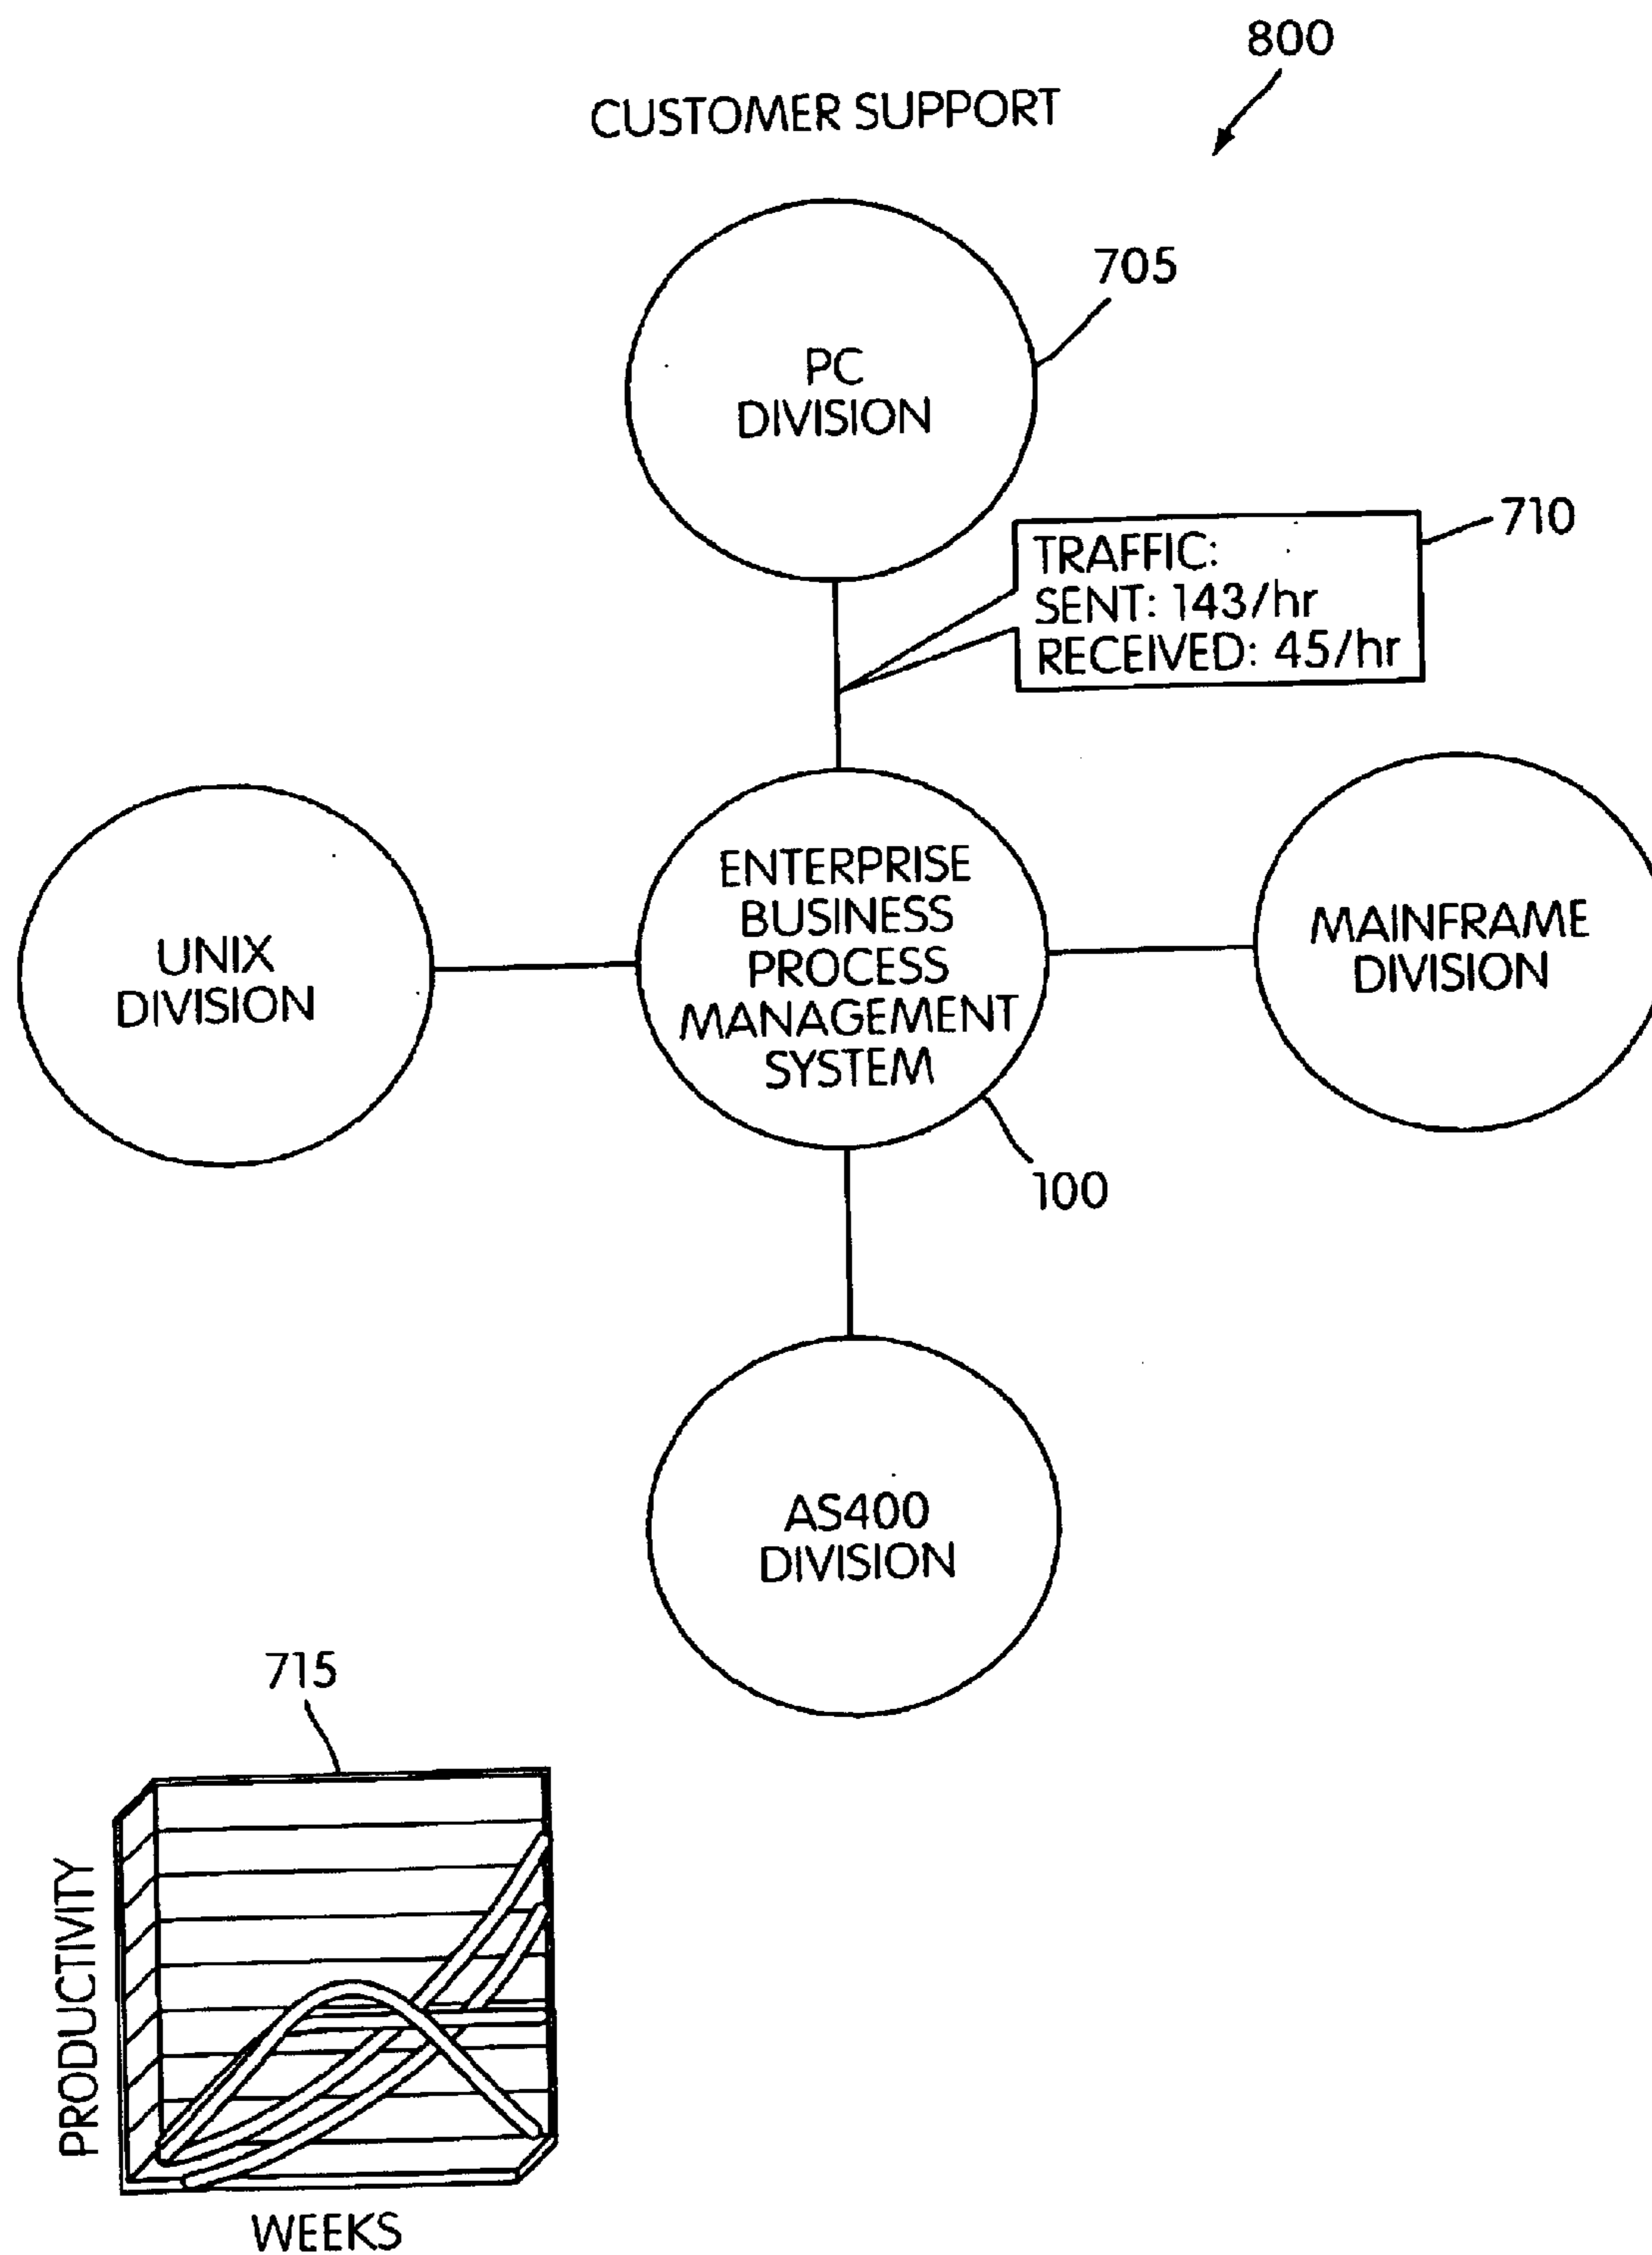 800
CUSTOMER SUPPORT
705
PC
DIVISION
710
TRAFFIC:
SENT: 143/hr
RECEIVED: 45/hr
ENTERPRISE
BUSINESS
PROCESS
MANAGEMENT
SYSTEM
UNIX
DIVISION
MAINFRAME
DIVISION
100
AS400
DIVISION
715
PRODUCTIVITY
WEEKS